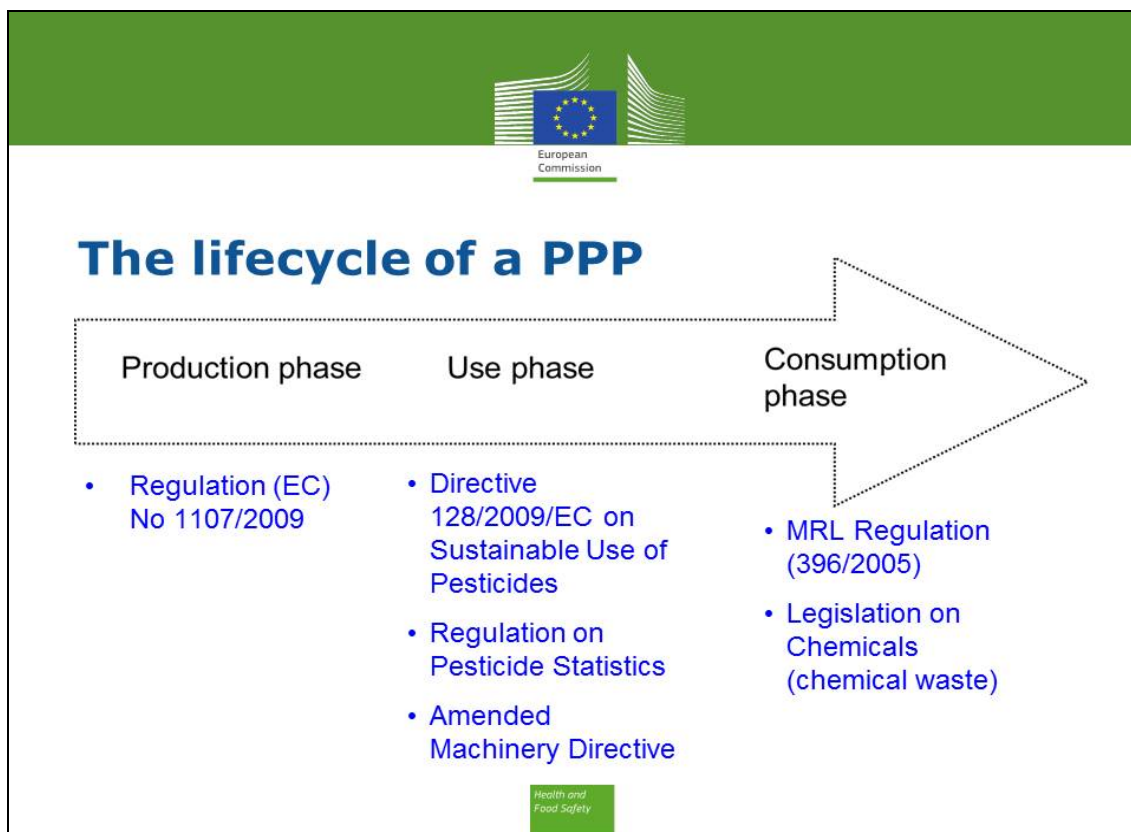 European
Commission
The lifecycle of a PPP
Production phase
Use phase
Consumption
phase
• Regulation (EC)
No 1107/2009
• Directive
128/2009/EC on
Sustainable Use of
Pesticides
• Regulation on
Pesticide Statistics
• Amended
Machinery Directive
• MRL Regulation
(396/2005)
• Legislation on
Chemicals
(chemical waste)
Health and
Food Safety